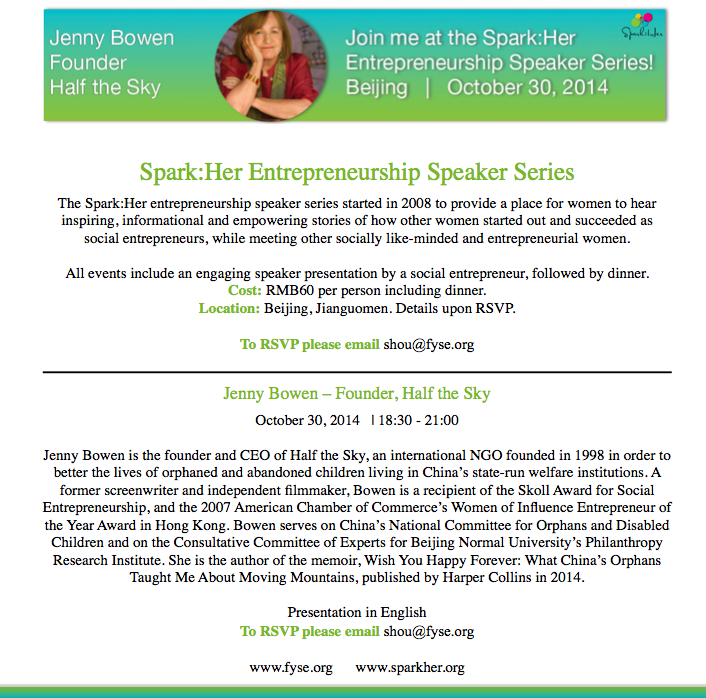 Jenny Bowen
Founder
Half the Sky
Join me at the Spark:Her
Entrepreneurship Speaker Series!
Beijing | October 30, 2014
Spark:Her Entrepreneurship Speaker Series
The Spark:Her entrepreneurship speaker series started in 2008 to provide a place for women to hear
inspiring, informational and empowering stories of how other women started out and succeeded as
social entrepreneurs, while meeting other socially like-minded and entrepreneurial women.
All events include an engaging speaker presentation by a social entrepreneur, followed by dinner.
Cost: RMB60 per person including dinner.
Location: Beijing, Jianguomen. Details upon RSVP.
To RSVP please email shou@fyse.org
Jenny Bowen – Founder, Half the Sky
October 30, 2014 | 18:30 - 21:00
Jenny Bowen is the founder and CEO of Half the Sky, an international NGO founded in 1998 in order to
better the lives of orphaned and abandoned children living in China's state-run welfare institutions. A
former screenwriter and independent filmmaker, Bowen is a recipient of the Skoll Award for Social
Entrepreneurship, and the 2007 American Chamber of Commerce's Women of Influence Entrepreneur of
the Year Award in Hong Kong. Bowen serves on China's National Committee for Orphans and Disabled
Children and on the Consultative Committee of Experts for Beijing Normal University's Philanthropy
Research Institute. She is the author of the memoir, Wish You Happy Forever: What China's Orphans
Taught Me About Moving Mountains, published by Harper Collins in 2014.
Presentation in English
To RSVP please email shou@fyse.org
www.fyse.org www.sparkher.org